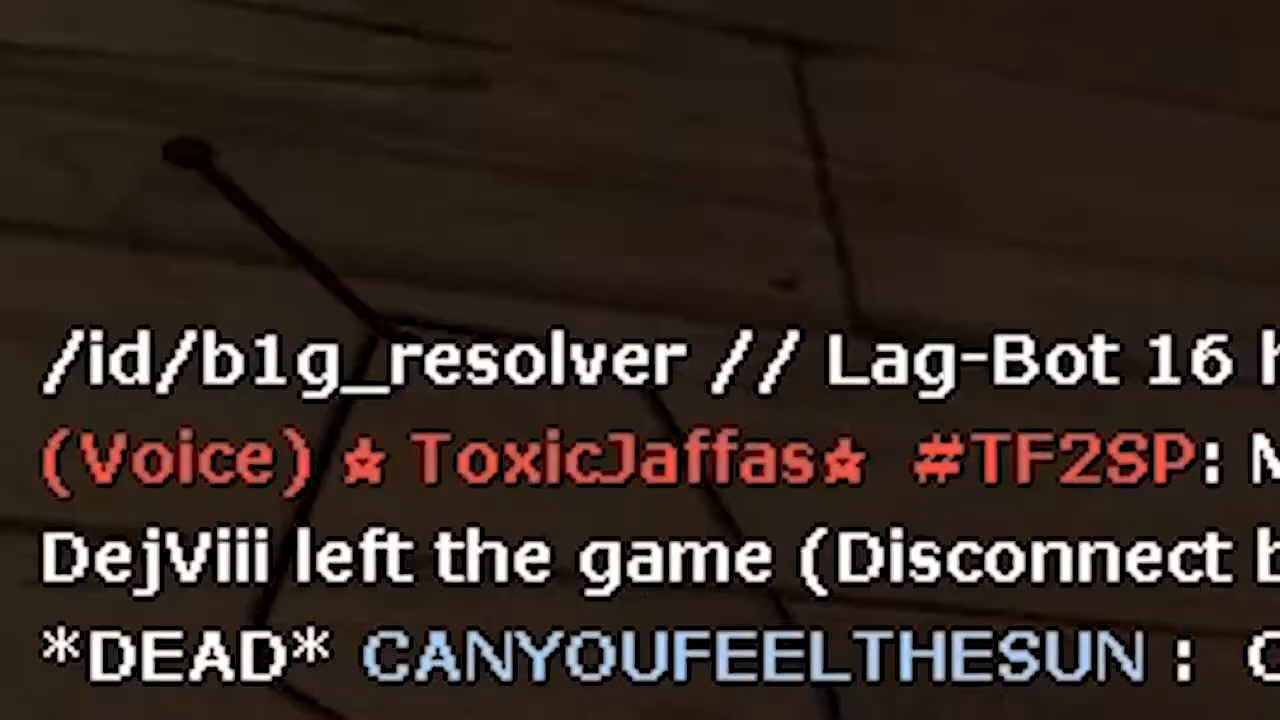 /id/b1g_resolver // Lag-Bot 16
(Voice) ★ ToxicJaffas★ #TF2SP:
DejViii left the game (Disconnect
*DEAD* CANYOUFEELTHESUN :